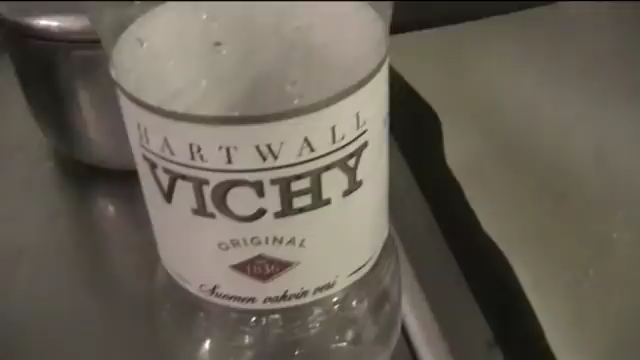 HARTWALL
VICHY
ORIGINAL
1836
Suomen vahvin vesi